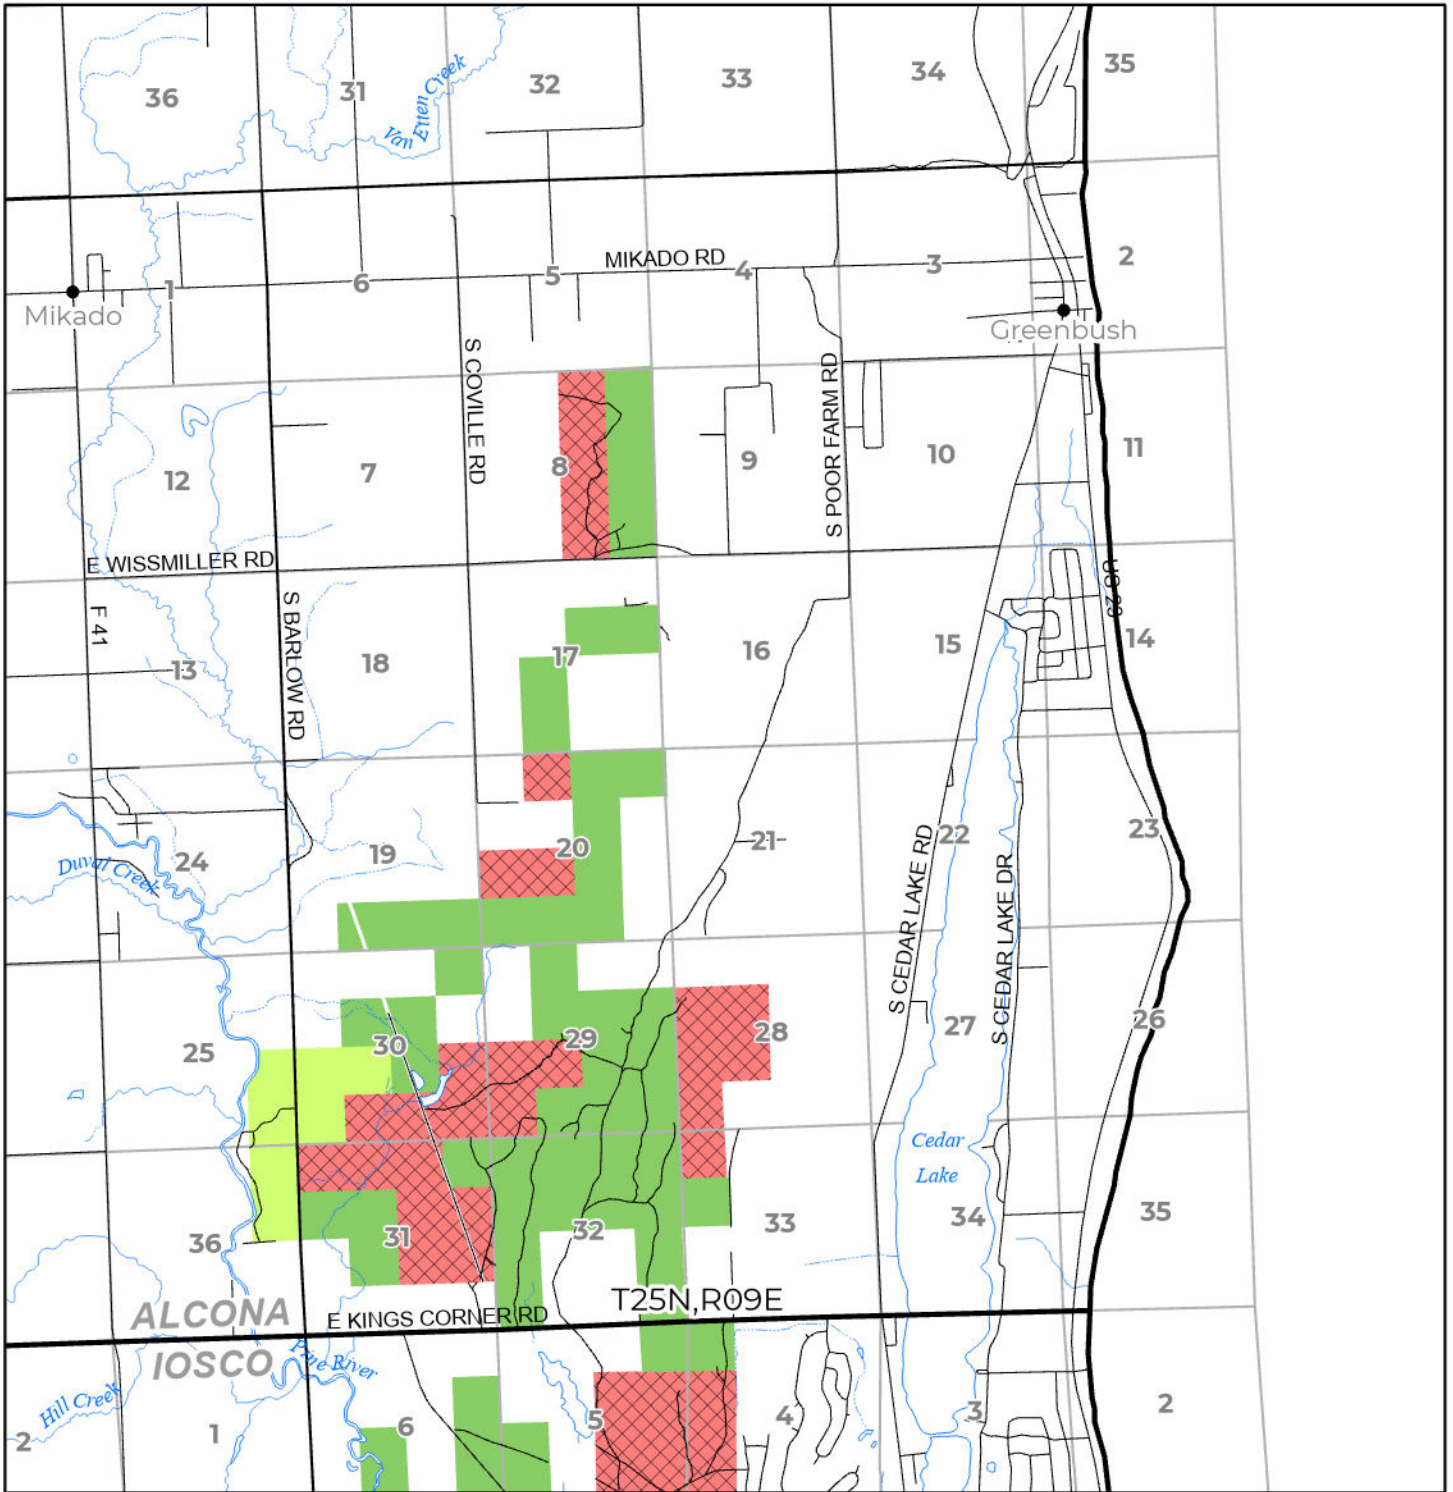 36
31
Van Etten Creek
32
33
34
35
MIKADO RD
1
6
5
4
3
2
Mikado
Greenbush
S COVILLE RD
S POOR FARM RD
12
7
8
9
10
11
E WISSMILLER RD
F 41
S BARLOW RD
US 23
13
18
17
16
15
14
Duval Creek
24
19
20
21
22
23
S CEDAR LAKE RD
S CEDAR LAKE DR
25
30
29
28
27
26
Cedar
Lake
36
31
32
33
34
35
T25N,R09E
ALCONA
E KINGS CORNER RD
IOSCO
Pine River
Hill Creek
2
1
6
5
4
3
2